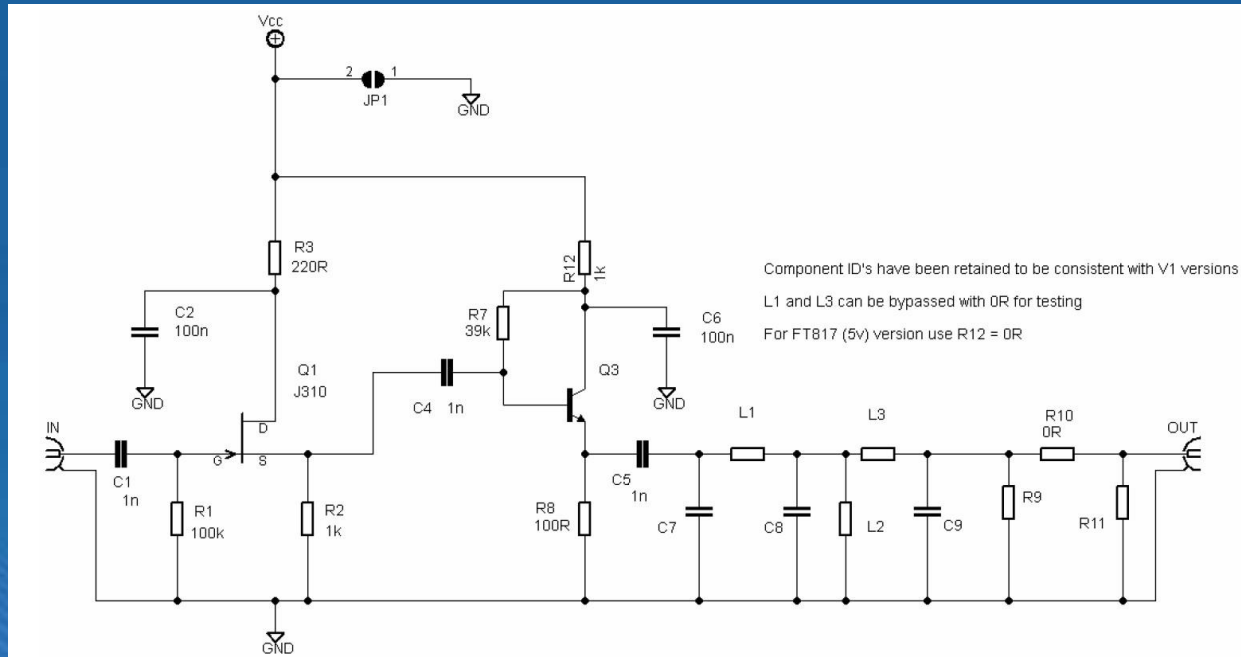 Vcc
2 1
JP1
GND
R3
220R
R12
1k
Component ID's have been retained to be consistent with V1 versions
L1 and L3 can be bypassed with 0R for testing
For FT817 (5v) version use R12 = 0R
C2
100n
R7
39k
C6
100n
Q1
J310
Q3
GND
GND
C4 1n
L1
L3
R10
0R
IN
OUT
D
G S
C1
1n
C5
1n
R1
100k
R2
1k
R8
100R
C7
C8
L2
C9
R9
R11
GND